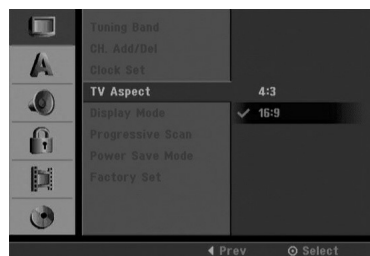 Tuning Band
CH. Add/Del
Clock Set
TV Aspect
4:3
Display Mode
16:9
Progressive Scan
Power Save Mode
Factory Set
Prev
Select